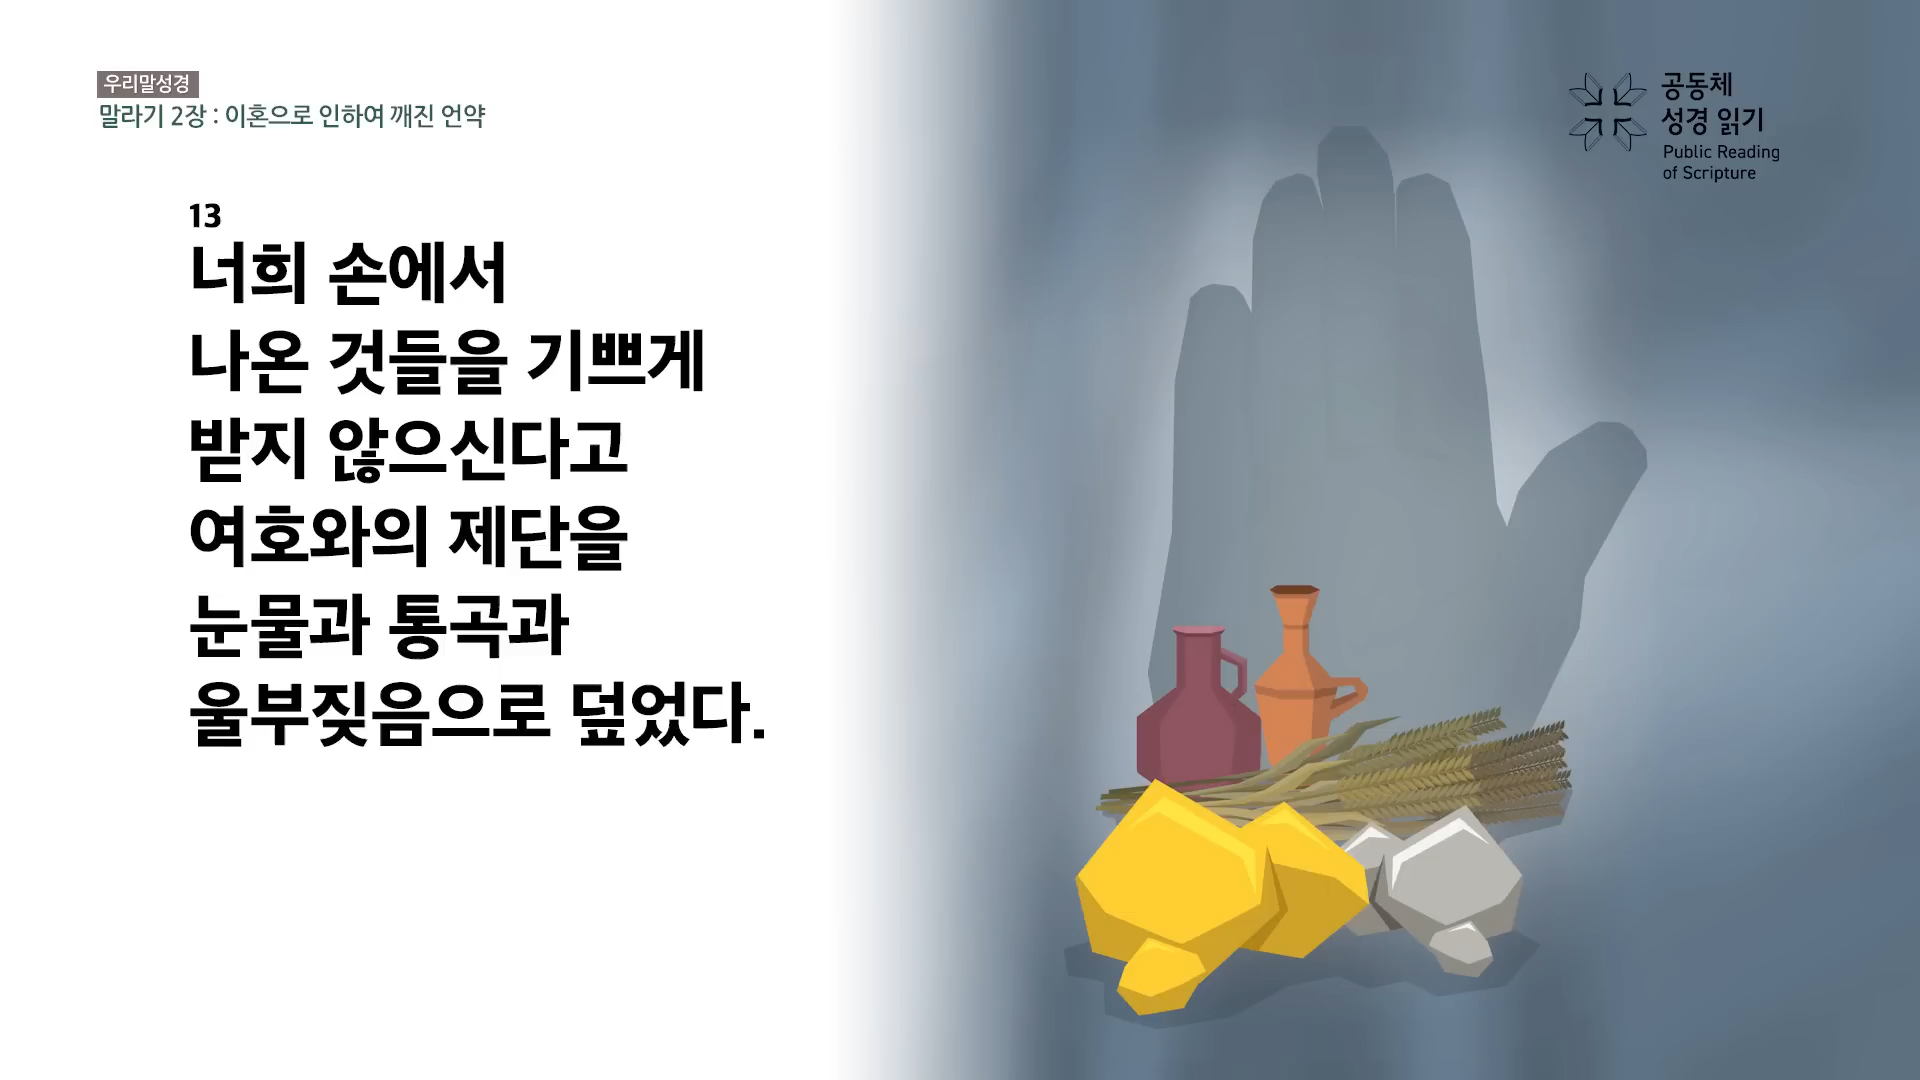 우리말성경
말라기 2장 : 이혼으로 인하여 깨진 언약
공동체
성경 읽기
Public Reading
of Scripture
13
너희 손에서
나온 것들을 기쁘게
받지 않으신다고
여호와의 제단을
눈물과 통곡과
울부짖음으로 덮었다.